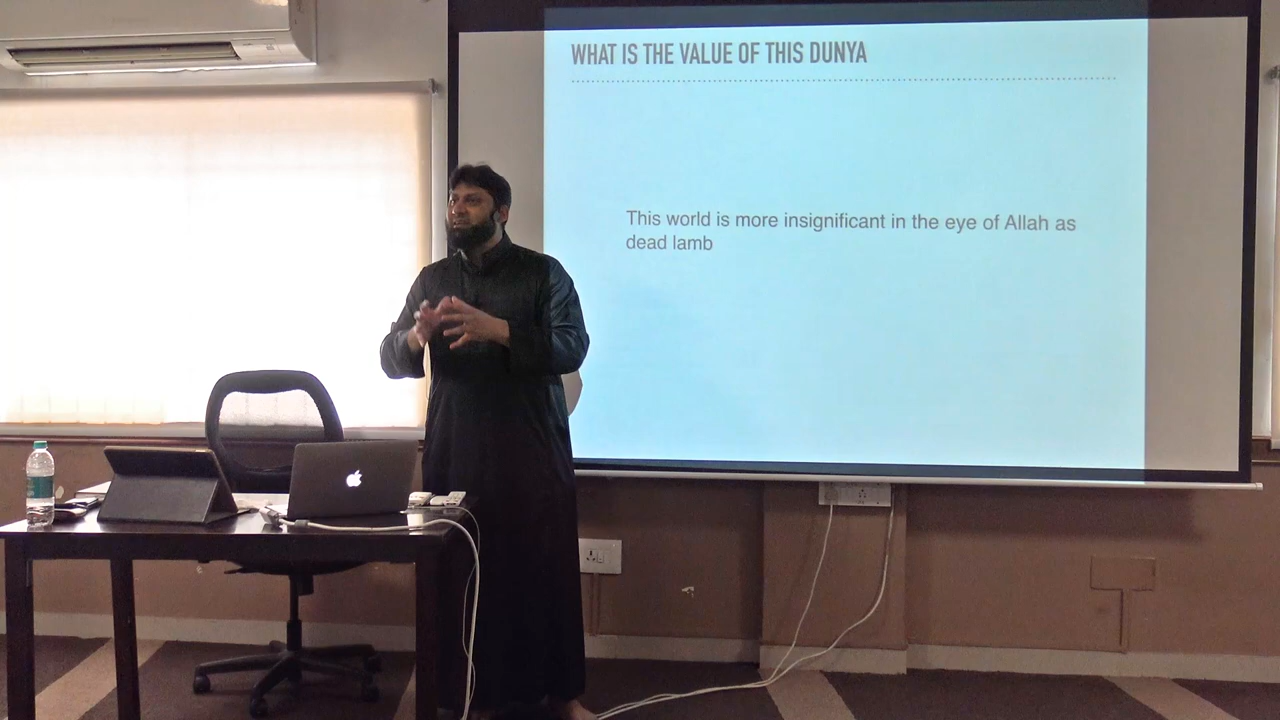 WHAT IS THE VALUE OF THIS DUNYA
This world is more insignificant in the eye of Allah as
dead lamb